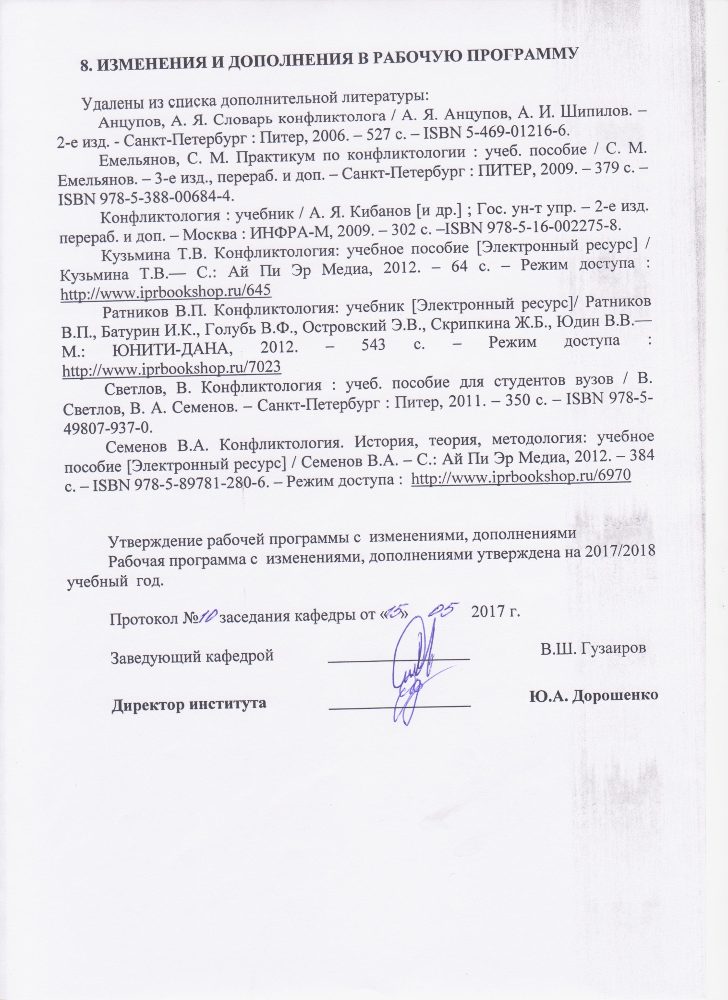 8. ИЗМЕНЕНИЯ И ДОПОЛНЕНИЯ В РАБОЧУЮ ПРОГРАММУ
Удалены из списка дополнительной литературы:
Анцупов, А. Я. Словарь конфликтолога / А. Я. Анцупов, А. И. Шипилов. –
2-е изд. - Санкт-Петербург : Питер, 2006. – 527 с. – ISBN 5-469-01216-6.
Емельянов, С. М. Практикум по конфликтологии : учеб. пособие / С. М.
Емельянов. – 3-е изд., перераб. и доп. – Санкт-Петербург : ПИТЕР, 2009. – 379 с. –
ISBN 978-5-388-00684-4.
Конфликтология : учебник / А. Я. Кибанов [и др.] ; Гос. ун-т упр. – 2-е изд.
перераб. и доп. – Москва : ИНФРА-М, 2009. – 302 с. –ISBN 978-5-16-002275-8.
Кузьмина Т.В. Конфликтология: учебное пособие [Электронный ресурс] /
Кузьмина Т.В.— С.: Ай Пи Эр Медиа, 2012. – 64 с. – Режим доступа :
http://www.iprbookshop.ru/645
Ратников В.П. Конфликтология: учебник [Электронный ресурс]/ Ратников
В.П., Батурин И.К., Голубь В.Ф., Островский Э.В., Скрипкина Ж.Б., Юдин В.В.—
М.: ЮНИТИ-ДАНА, 2012. – 543 с. – Режим доступа :
http://www.iprbookshop.ru/7023
Светлов, В. Конфликтология : учеб. пособие для студентов вузов / В.
Светлов, В. А. Семенов. – Санкт-Петербург : Питер, 2011. – 350 с. – ISBN 978-5-
49807-937-0.
Семенов В.А. Конфликтология. История, теория, методология: учебное
пособие [Электронный ресурс] / Семенов В.А. – С.: Ай Пи Эр Медиа, 2012. – 384
с. – ISBN 978-5-89781-280-6. – Режим доступа : http://www.iprbookshop.ru/6970
Утверждение рабочей программы с изменениями, дополнениями
Рабочая программа с изменениями, дополнениями утверждена на 2017/2018
учебный год.
Протокол №10 заседания кафедры от «15» 05 2017 г.
Заведующий кафедрой В.Ш. Гузаиров
Директор института Ю.А. Дорошенко